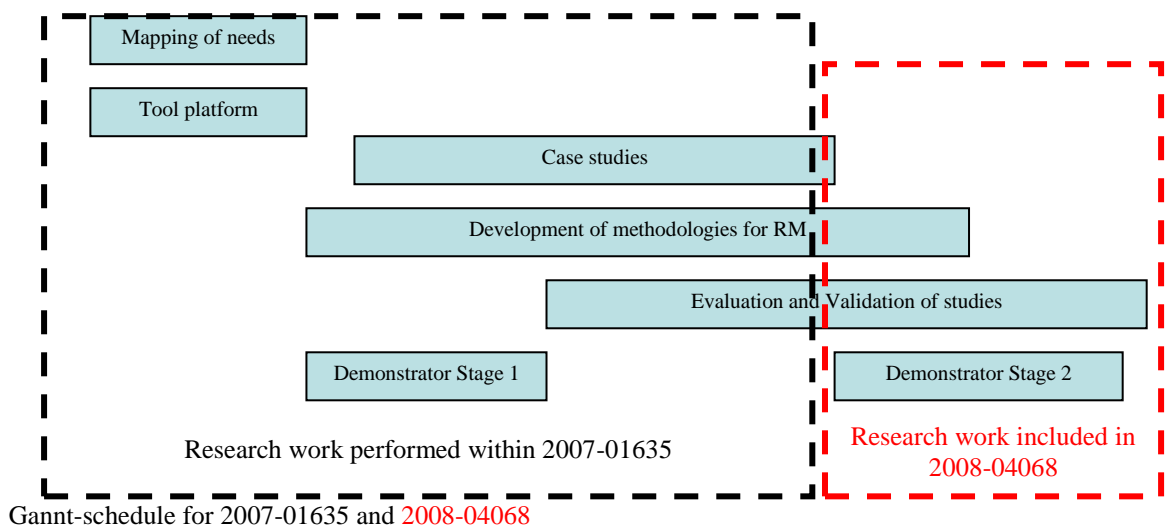 Mapping of needs
Tool platform
Case studies
Development of methodologies for RM
Evaluation and Validation of studies
Demonstrator Stage 1
Demonstrator Stage 2
Research work performed within 2007-01635
Research work included in
2008-04068
Gannt-schedule for 2007-01635 and 2008-04068